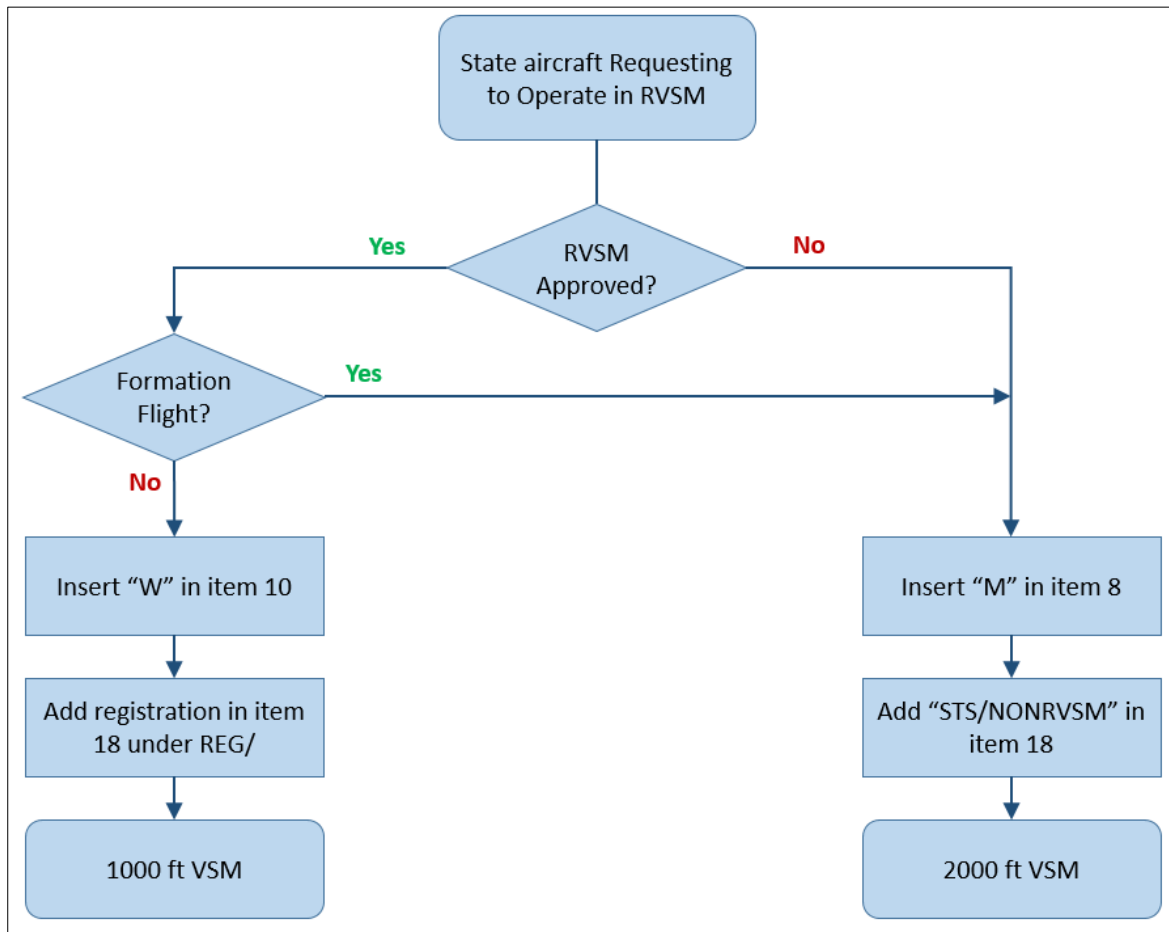 State aircraft Requesting
to Operate in RVSM
Yes
No
RVSM
Approved?
Formation
Flight?
Yes
No
Insert “W” in item 10
Insert “M” in item 8
Add registration in item
18 under REG/
Add “STS/NONRVSM” in
item 18
1000 ft VSM
2000 ft VSM